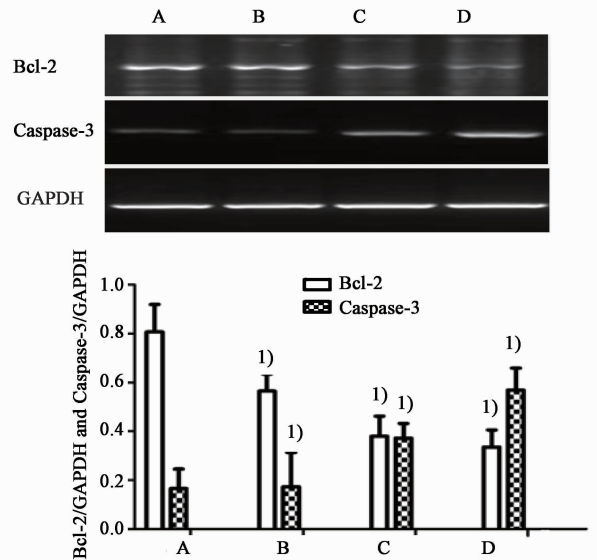 A B C D
Bcl-2
Caspase-3
GAPDH
Bcl-2/GAPDH and Caspase-3/GAPDH
1.0
0.8
0.6
0.4
0.2
0.0
Bcl-2
Caspase-3
1)
1)
1)
1)
1)
1)
A B C D